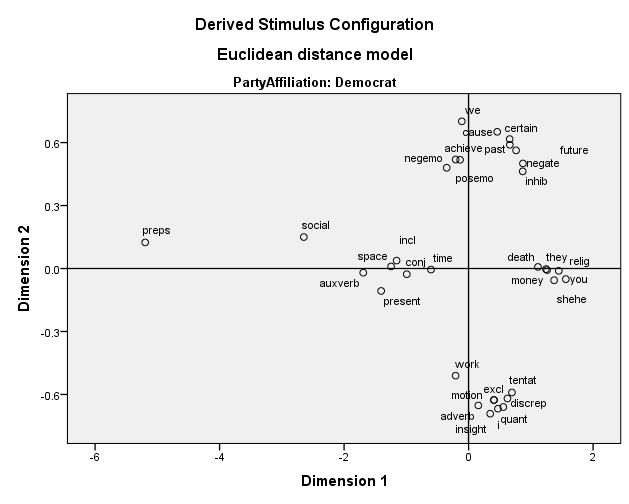 Derived Stimulus Configuration
Euclidean distance model
PartyAffiliation: Democrat
we
cause certain
0.6
achieve past future
negemo negate
posemo inhib
0.3
preps social
incl
space conj time death they relig
0.0
auxverb money you
present shehe
-0.3
work
tentat
-0.6
motion excl
discrep
adverb quant
insight i
-6 -4 -2 0 2
Dimension 1
Dimension 2